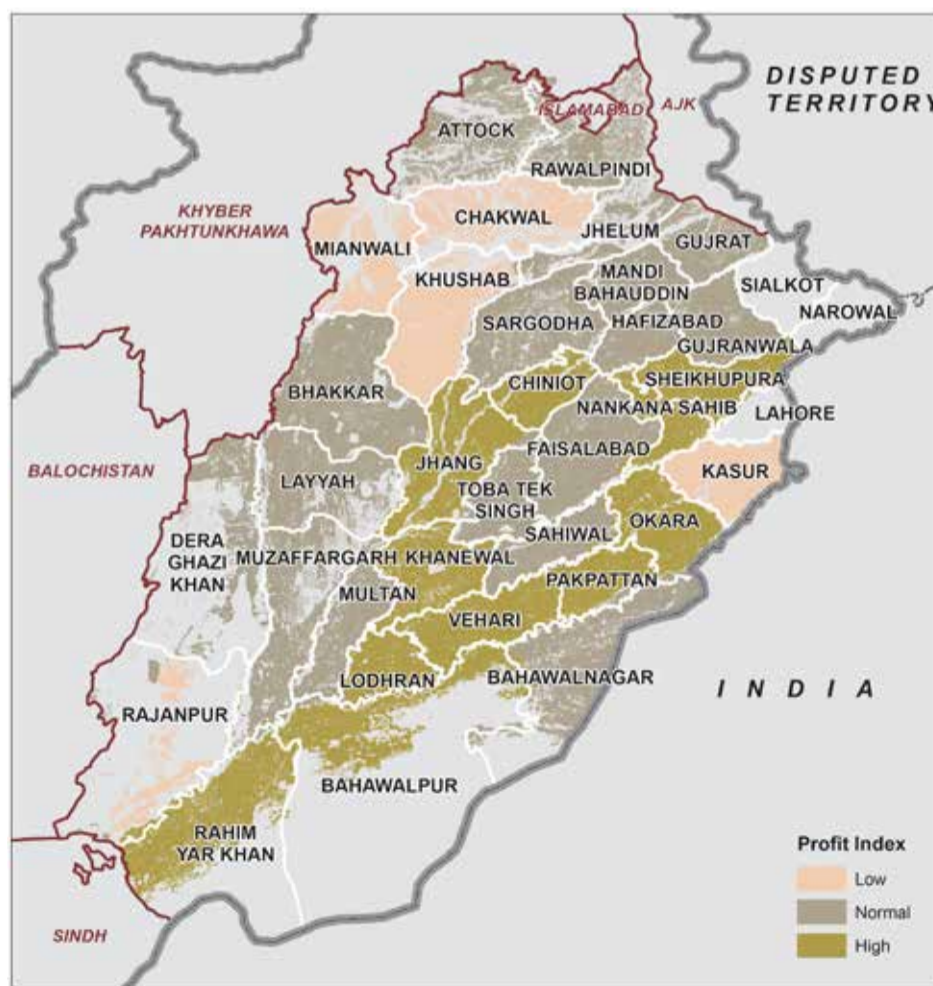 DISPUTED
TERRITORY
ISLAMABAD
AJK
ATTOCK
RAWALPINDI
KHYBER
PAKHTUNKHAWA
CHAKWAL
MIANWALI
JHELUM
GUJRAT
KHUSHAB
MANDI
BAHAUDDIN
SIALKOT
NAROWAL
SARGODHA
HAFIZABAD
GUJRANWALA
BHAKKAR
CHINIOT
SHEIKHUPURA
NANKANA SAHIB
LAHORE
FAISALABAD
BALOCHISTAN
LAYYAH
JHANG
KASUR
TOBA TEK
SINGH
OKARA
SAHIWAL
DERA
GHAZI
KHAN
MUZAFFARGARH
KHANEWAL
MULTAN
PAKPATTAN
VEHARI
LODHRAN
BAHAWALNAGAR
INDIA
RAJANPUR
BAHAWALPUR
RAHIM
YAR KHAN
SINDH
Profit Index
Low
Normal
High